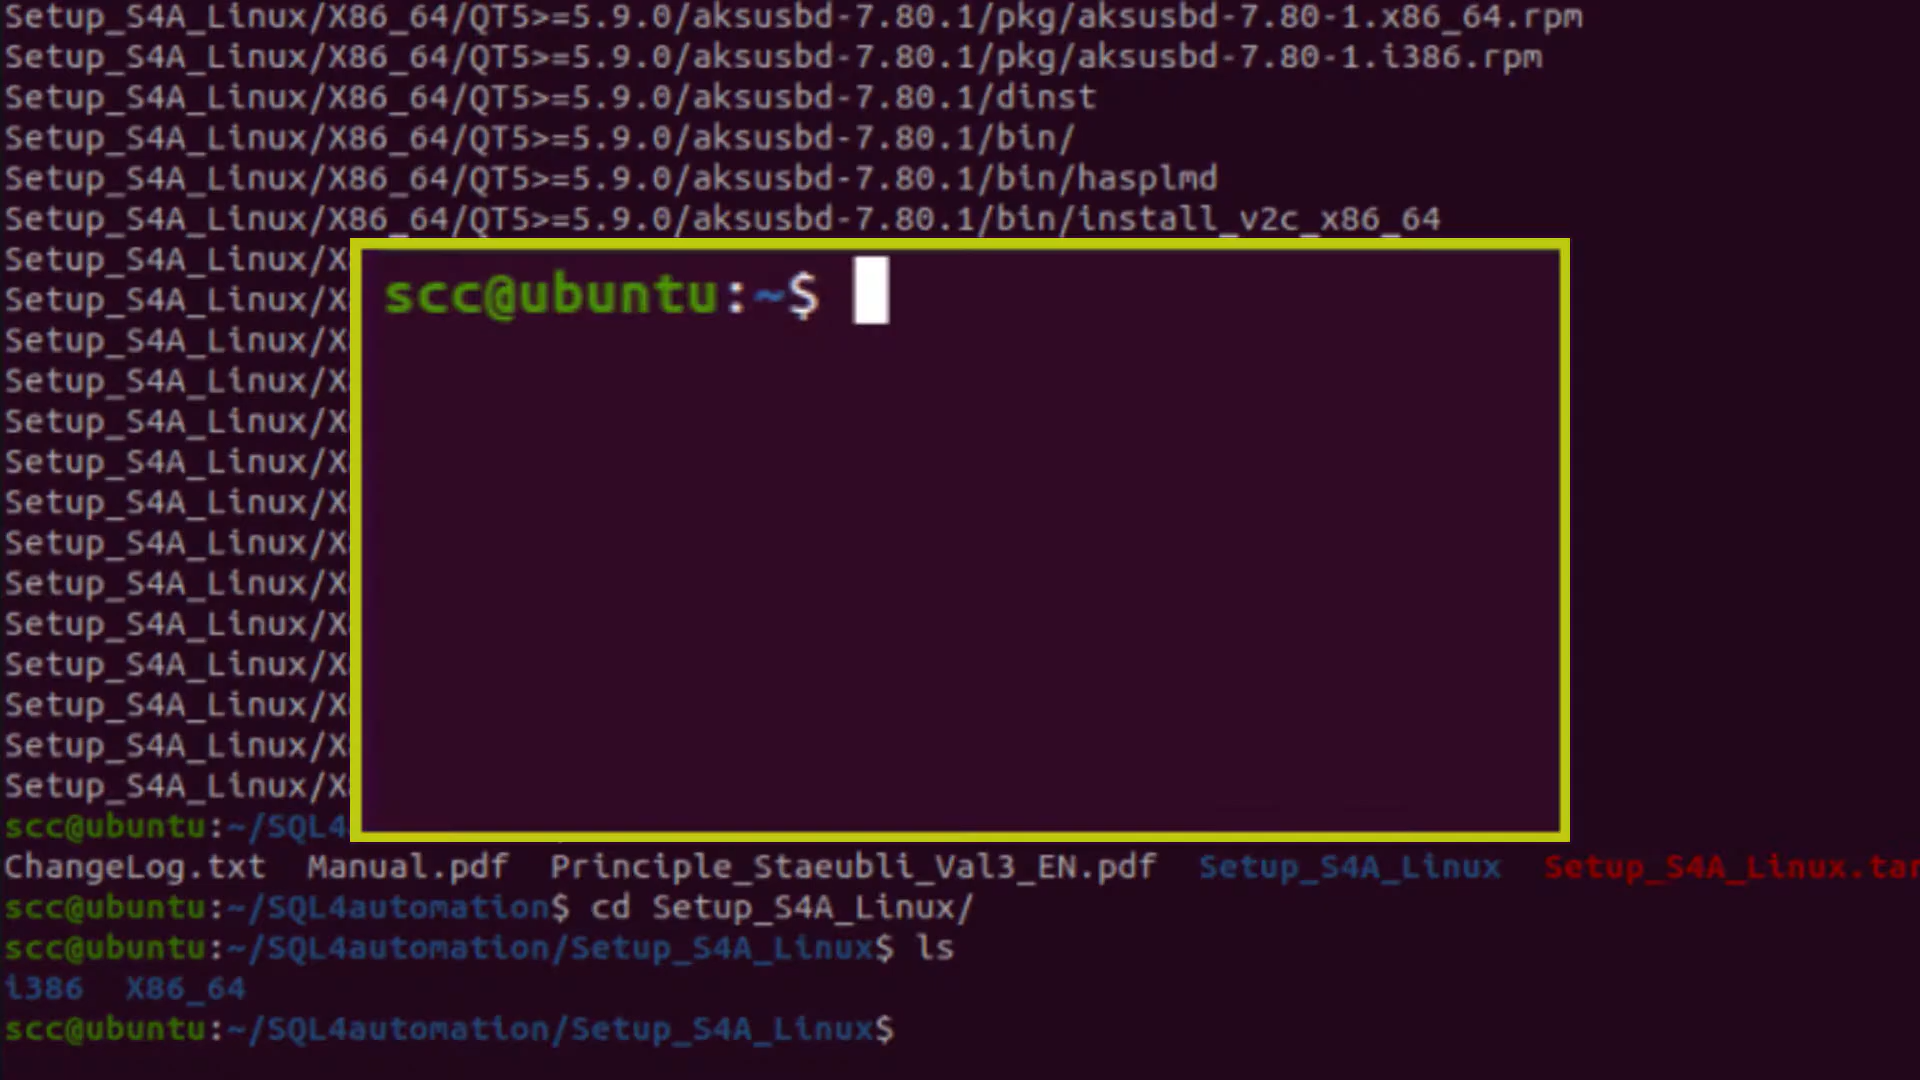 Setup_S4A_Linux/X86_64/QT5>=5.9.0/aksusbd-7.80.1/pkg/aksusbd-7.80-1.x86_64.rpm
Setup_S4A_Linux/X86_64/QT5>=5.9.0/aksusbd-7.80.1/pkg/aksusbd-7.80-1.i386.rpm
Setup_S4A_Linux/X86_64/QT5>=5.9.0/aksusbd-7.80.1/dinst
Setup_S4A_Linux/X86_64/QT5>=5.9.0/aksusbd-7.80.1/bin/
Setup_S4A_Linux/X86_64/QT5>=5.9.0/aksusbd-7.80.1/bin/hasplmd
Setup_S4A_Linux/X86_64/QT5>=5.9.0/aksusbd-7.80.1/bin/install_v2c_x86_64
Setup_S4A_Linux/X
scc@ubuntu:~$
Setup_S4A_Linux/X
Setup_S4A_Linux/X
Setup_S4A_Linux/X
Setup_S4A_Linux/X
Setup_S4A_Linux/X
Setup_S4A_Linux/X
Setup_S4A_Linux/X
Setup_S4A_Linux/X
Setup_S4A_Linux/X
Setup_S4A_Linux/X
Setup_S4A_Linux/X
Setup_S4A_Linux/X
Setup_S4A_Linux/X
scc@ubuntu:~/SQL4
ChangeLog.txt Manual.pdf Principle_Staeubli_Val3_EN.pdf Setup_S4A_Linux Setup_S4A_Linux.tar
scc@ubuntu:~/SQL4automation$ cd Setup_S4A_Linux/
scc@ubuntu:~/SQL4automation/Setup_S4A_Linux$ ls
i386 X86_64
scc@ubuntu:~/SQL4automation/Setup_S4A_Linux$